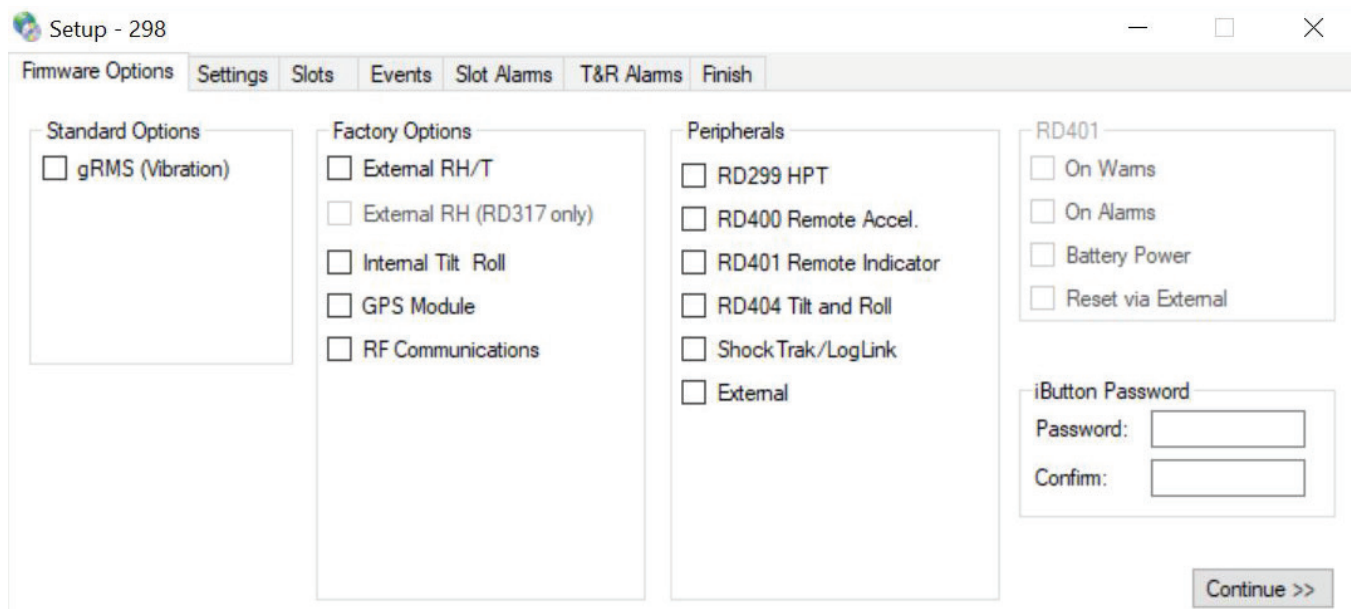 Setup - 298
Firmware Options Settings Slots Events Slot Alarms T&R Alarms Finish
Standard Options
gRMS (Vibration)
Factory Options
External RH/T
External RH (RD317 only)
Internal Tilt Roll
GPS Module
RF Communications
Peripherals
RD299 HPT
RD400 Remote Accel.
RD401 Remote Indicator
RD404 Tilt and Roll
ShockTrak/LogLink
External
RD401
On Warns
On Alarms
Battery Power
Reset via External
iButton Password
Password:
Confirm:
Continue >>